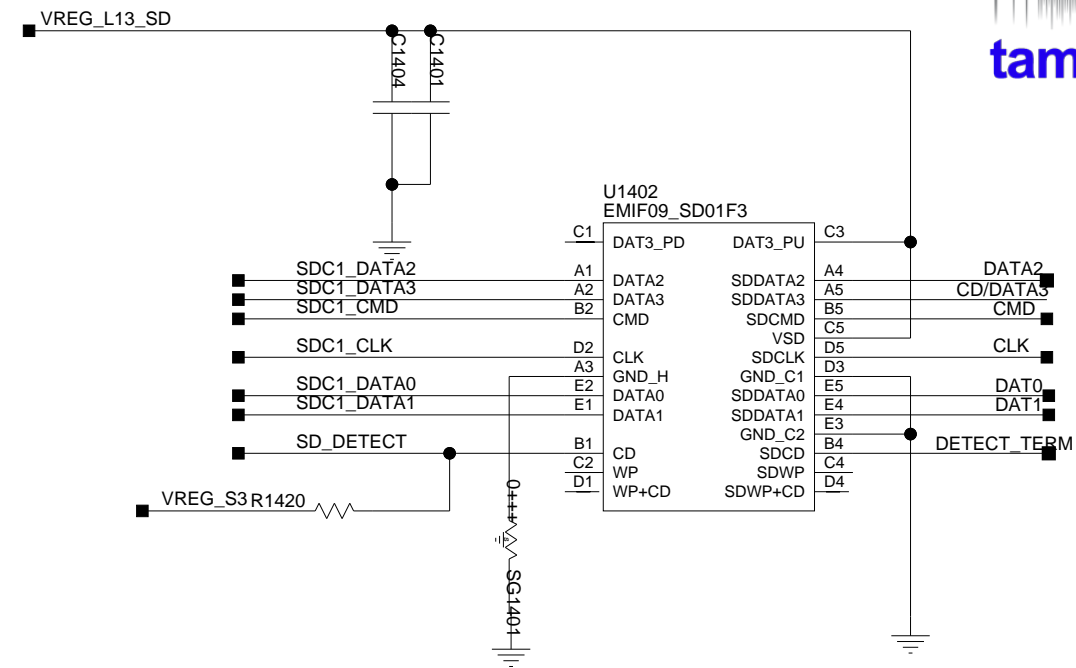 VREG_L13_SD
tam
C1404
C1401
U1402
EMIF09_SD01F3
C1 DAT3_PD DAT3_PU C3
SDC1_DATA2 A1 DATA2 SDDATA2 A4 DATA2
SDC1_DATA3 A2 DATA3 SDDATA3 A5 CD/DATA3
SDC1_CMD B2 CMD SDCMD B5 CMD
VSD C5
SDC1_CLK D2 CLK SDCLK D5 CLK
A3 GND_H GND_C1 D3
SDC1_DATA0 E2 DATA0 SDDATA0 E5 DAT0
SDC1_DATA1 E1 DATA1 SDDATA1 E4 DAT1
GND_C2 E3
SD_DETECT B1 CD SDCD B4 DETECT_TERM
C2 WP SDWP C4
D1 WP+CD SDWP+CD D4
VREG_S3 R1420
0+++
SG1401